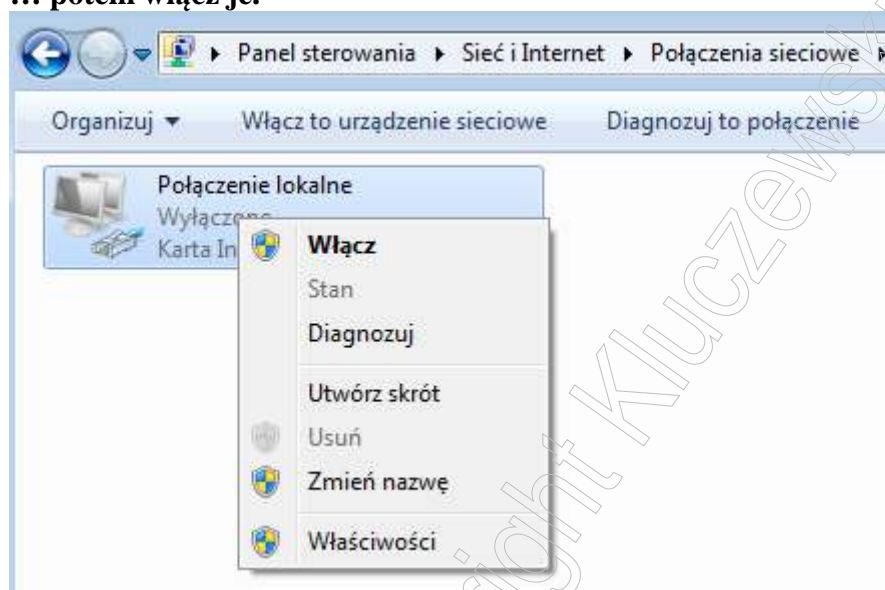 … potem włącz je.
Panel sterowania ▸ Sieć i Internet ▸ Połączenia sieciowe ▸
Organizuj ▾ Włącz to urządzenie sieciowe Diagnozuj to połączenie
Połączenie lokalne
Wyłączono
Karta In
Włącz
Stan
Diagnozuj
Utwórz skrót
Usuń
Zmień nazwę
Właściwości